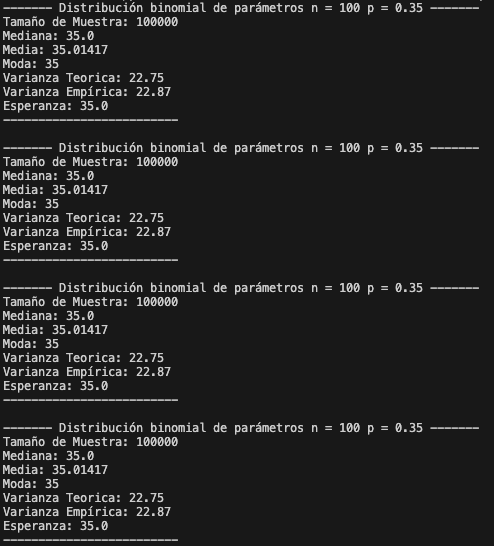 ------- Distribución binomial de parámetros n = 100 p = 0.35 -------
Tamaño de Muestra: 100000
Mediana: 35.0
Media: 35.01417
Moda: 35
Varianza Teorica: 22.75
Varianza Empírica: 22.87
Esperanza: 35.0
-------------------------
------- Distribución binomial de parámetros n = 100 p = 0.35 -------
Tamaño de Muestra: 100000
Mediana: 35.0
Media: 35.01417
Moda: 35
Varianza Teorica: 22.75
Varianza Empírica: 22.87
Esperanza: 35.0
-------------------------
------- Distribución binomial de parámetros n = 100 p = 0.35 -------
Tamaño de Muestra: 100000
Mediana: 35.0
Media: 35.01417
Moda: 35
Varianza Teorica: 22.75
Varianza Empírica: 22.87
Esperanza: 35.0
-------------------------
------- Distribución binomial de parámetros n = 100 p = 0.35 -------
Tamaño de Muestra: 100000
Mediana: 35.0
Media: 35.01417
Moda: 35
Varianza Teorica: 22.75
Varianza Empírica: 22.87
Esperanza: 35.0
-------------------------